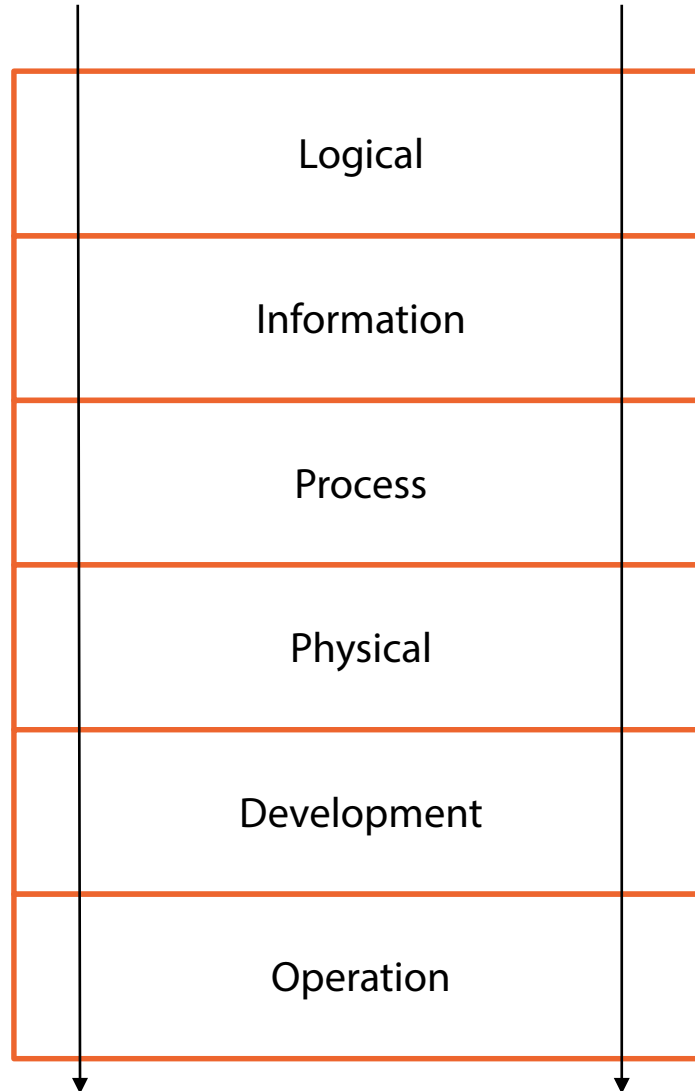 Logical
Information
Process
Physical
Development
Operation